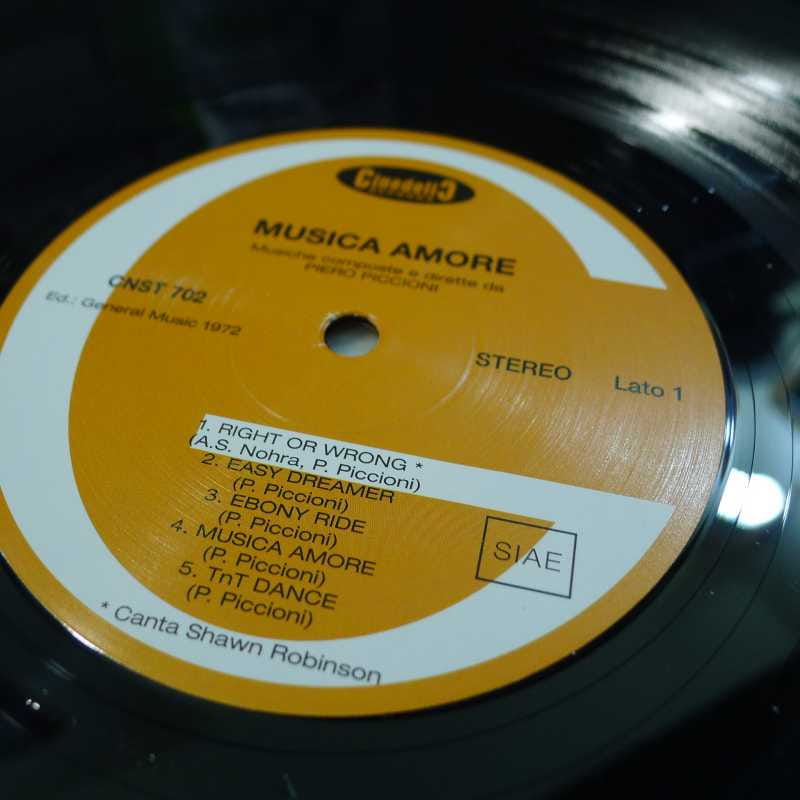 MUSICA AMORE
Musiche composte e dirette da
PIERO PICCIONI
CNST 702
Ed.: General Music 1972
STEREO
Lato 1
1. RIGHT OR WRONG *
(A.S. Nohra, P. Piccioni)
2. EASY DREAMER
(P. Piccioni)
3. EBONY RIDE
(P. Piccioni)
4. MUSICA AMORE
(P. Piccioni)
5. TnT DANCE
(P. Piccioni)
SIAE
* Canta Shawn Robinson